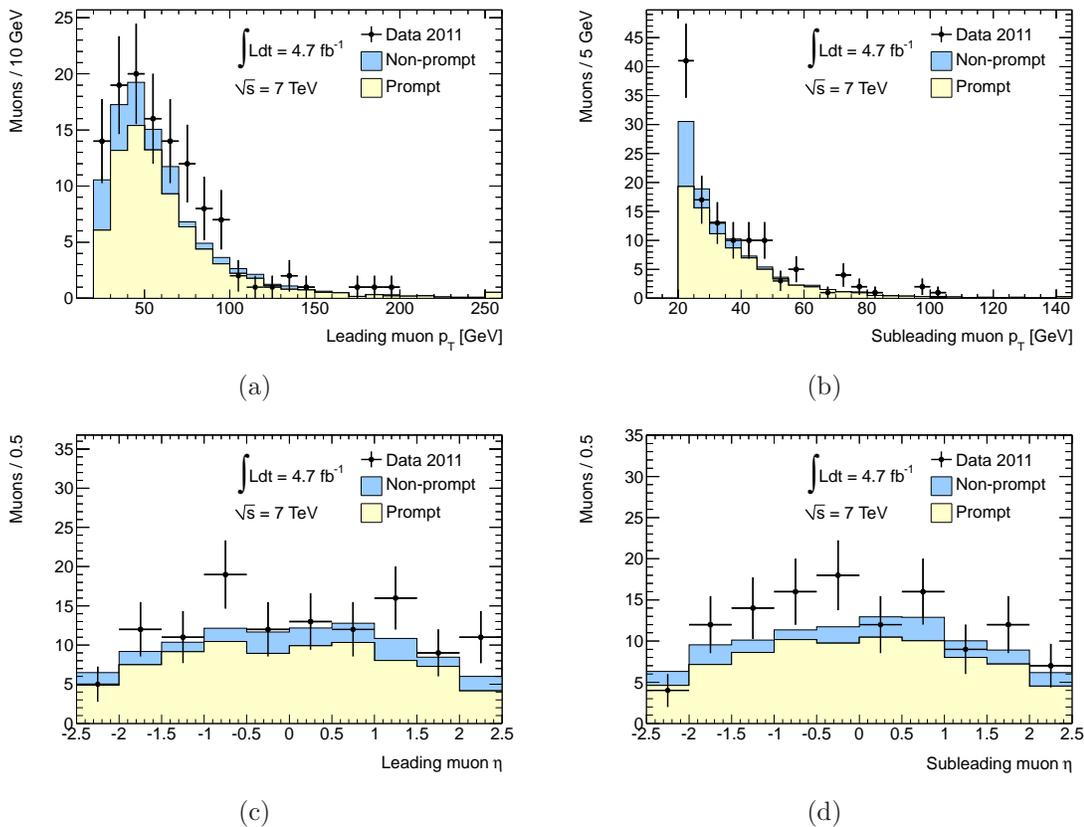 Muons / 10 GeV
25
20
15
10
5
0
∫Ldt = 4.7 fb⁻¹
√s = 7 TeV
Data 2011
Non-prompt
Prompt
50 100 150 200 250
Leading muon p_T [GeV]
(a)
Muons / 5 GeV
45
40
35
30
25
20
15
10
5
0
∫Ldt = 4.7 fb⁻¹
√s = 7 TeV
Data 2011
Non-prompt
Prompt
20 40 60 80 100 120 140
Subleading muon p_T [GeV]
(b)
Muons / 0.5
35
30
25
20
15
10
5
0
∫Ldt = 4.7 fb⁻¹
√s = 7 TeV
Data 2011
Non-prompt
Prompt
-2.5 -2 -1.5 -1 -0.5 0 0.5 1 1.5 2 2.5
Leading muon η
(c)
Muons / 0.5
35
30
25
20
15
10
5
0
∫Ldt = 4.7 fb⁻¹
√s = 7 TeV
Data 2011
Non-prompt
Prompt
-2.5 -2 -1.5 -1 -0.5 0 0.5 1 1.5 2 2.5
Subleading muon η
(d)